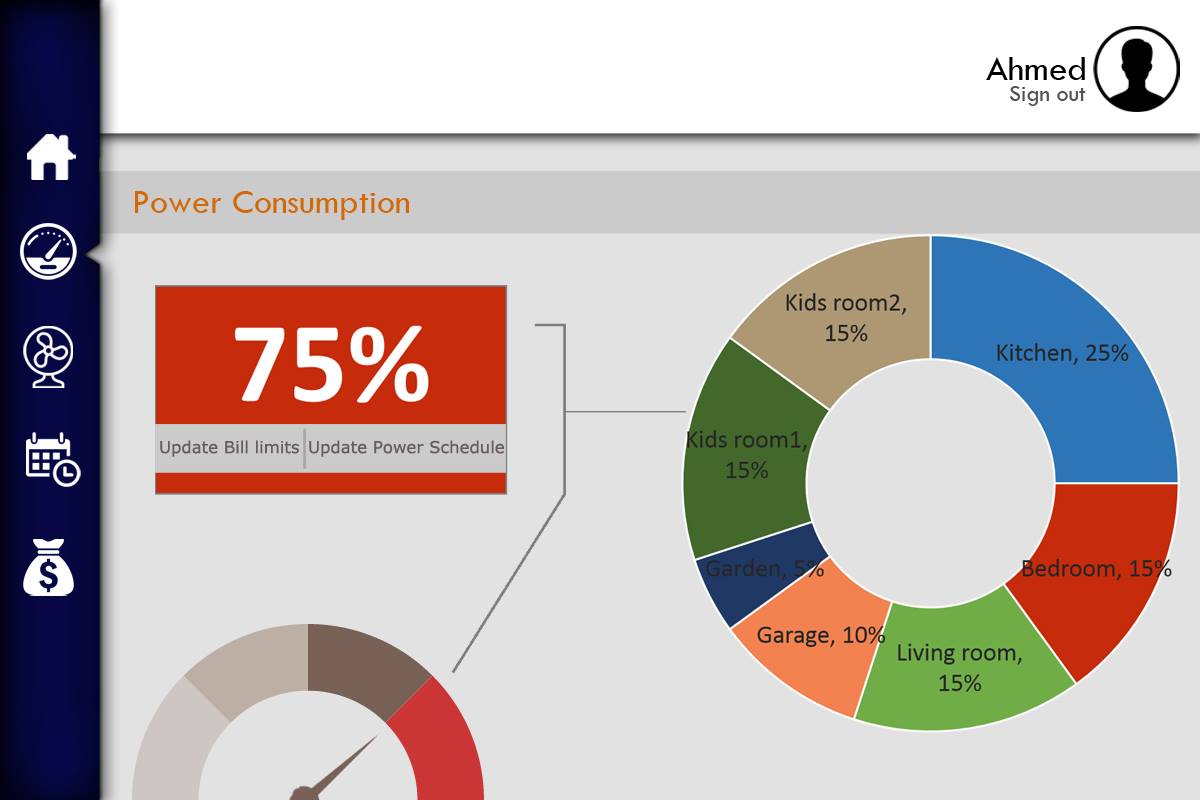 Ahmed
Sign out
Power Consumption
75%
Update Bill limits
Update Power Schedule
Kids room2,
15%
Kitchen, 25%
Kids room1,
15%
Garden, 5%
Bedroom, 15%
Garage, 10%
Living room,
15%
$